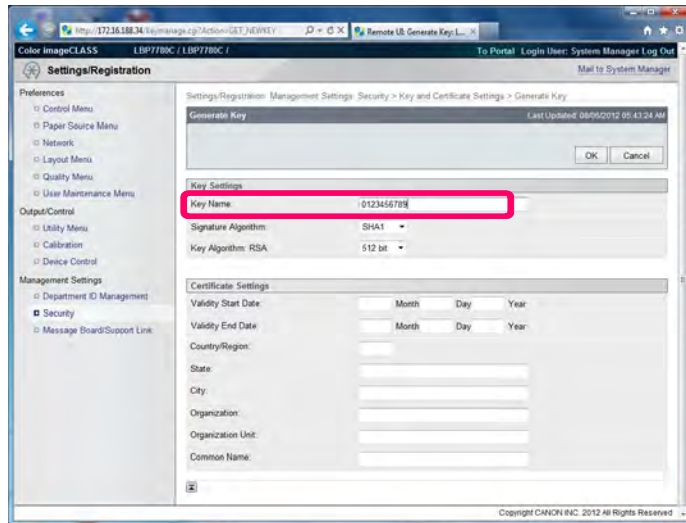 http://172.16.188.34/keymanage.cgi?Action=GET_NEWKEY
Remote UI: Generate Key: L...
Color imageCLASS LBP7780C / LBP7780C /
To Portal Login User: System Manager Log Out
Settings/Registration
Mail to System Manager
Preferences
Control Menu
Paper Source Menu
Network
Layout Menu
Quality Menu
User Maintenance Menu
Output/Control
Utility Menu
Calibration
Device Control
Management Settings
Department ID Management
Security
Message Board/Support Link
Settings/Registration: Management Settings: Security > Key and Certificate Settings > Generate Key
Generate Key
Last Updated: 08/06/2012 05:43:24 AM
OK Cancel
Key Settings
Key Name: 0123456789
Signature Algorithm: SHA1
Key Algorithm: RSA 512 bit
Certificate Settings
Validity Start Date: Month Day Year
Validity End Date: Month Day Year
Country/Region:
State:
City:
Organization:
Organization Unit:
Common Name:
Copyright CANON INC. 2012 All Rights Reserved